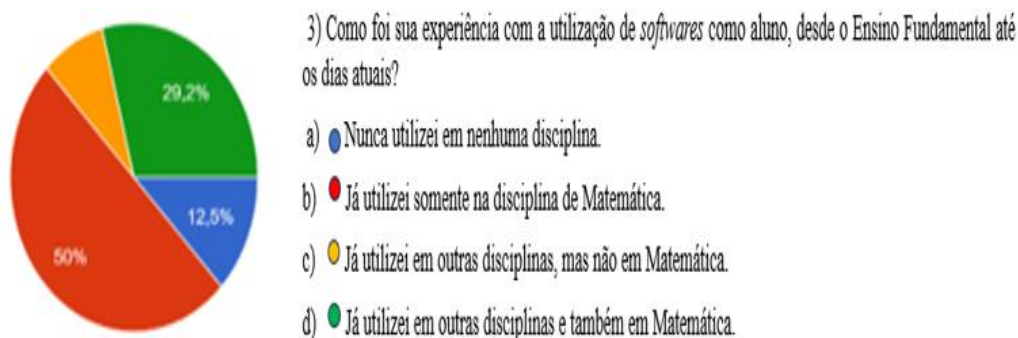 29,2%
12,5%
50%
3) Como foi sua experiência com a utilização de softwares como aluno, desde o Ensino Fundamental até
os dias atuais?
a) Nunca utilizei em nenhuma disciplina.
b) Já utilizei somente na disciplina de Matemática.
c) Já utilizei em outras disciplinas, mas não em Matemática.
d) Já utilizei em outras disciplinas e também em Matemática.